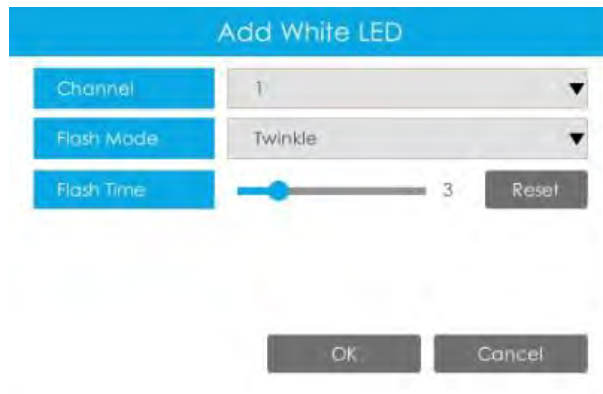 Add White LED
Channel 1
Flash Mode Twinkle
Flash Time 3 Reset
OK Cancel